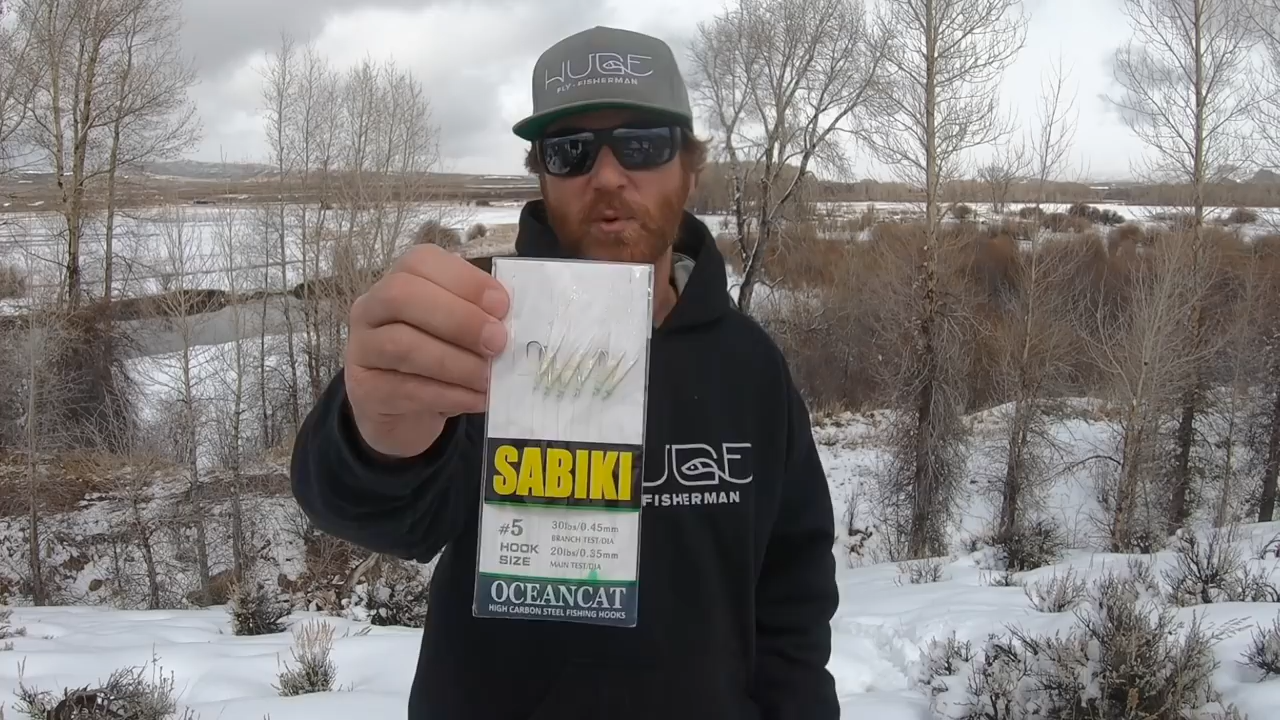 HUGE
FLY-FISHERMAN
SABIKI
#5
HOOK
SIZE
30lbs/0.45mm
BRANCH TEST/DIA
20lbs/0.35mm
MAIN TEST/DIA
OCEANCAT
HIGH CARBON STEEL FISHING HOOKS
UGE
FISHERMAN